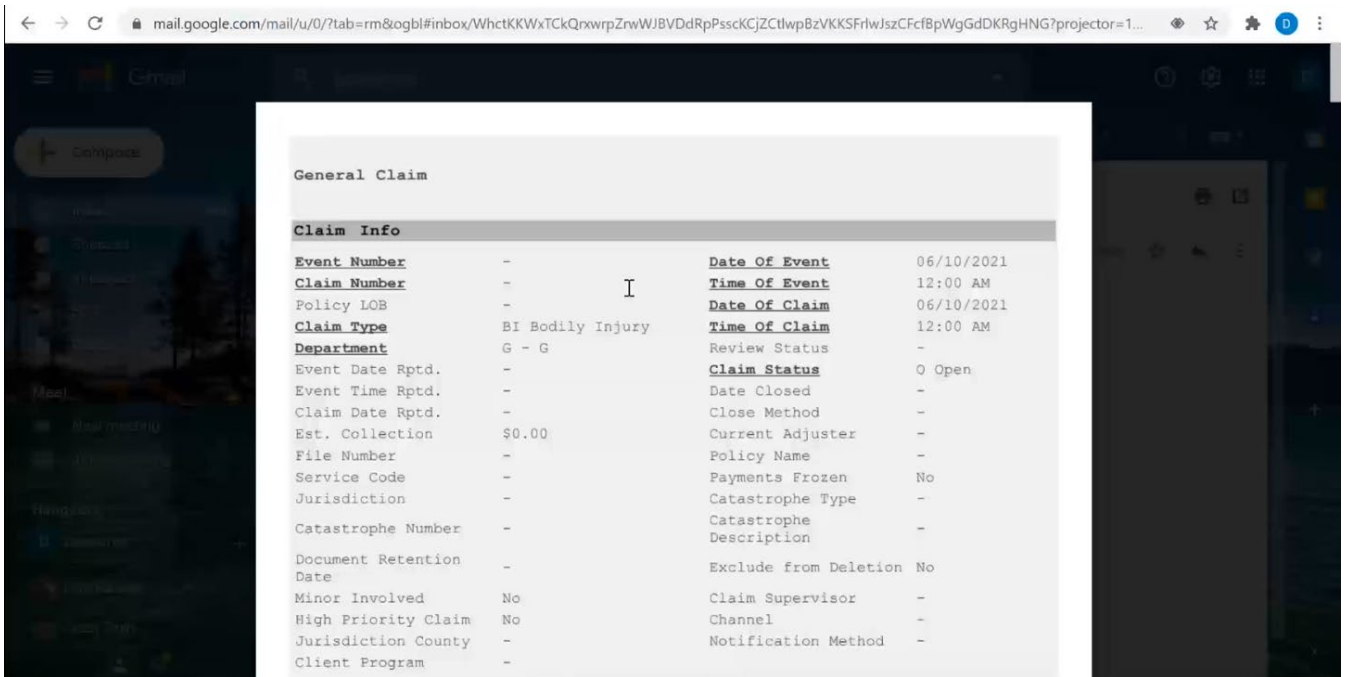 mail.google.com/mail/u/0/?tab=rm&ogbl#inbox/WhctKKWxTCkQrxwrpZrwWJBVDdRpPsscKCjZCtlwpBzVKKSFrlwJszCFcfBpWgGdDKRgHNG?projector=1...
D
Gmail
Compose
General Claim
Claim Info
Event Number - Date Of Event 06/10/2021
Claim Number - Time Of Event 12:00 AM
Policy LOB - Date Of Claim 06/10/2021
Claim Type BI Bodily Injury Time Of Claim 12:00 AM
Department G - G Review Status -
Event Date Rptd. - Claim Status O Open
Event Time Rptd. - Date Closed -
Claim Date Rptd. - Close Method -
Est. Collection $0.00 Current Adjuster -
File Number - Policy Name -
Service Code - Payments Frozen No
Jurisdiction - Catastrophe Type -
Catastrophe Number - Catastrophe Description -
Document Retention Date - Exclude from Deletion No
Minor Involved No Claim Supervisor -
High Priority Claim No Channel -
Jurisdiction County - Notification Method -
Client Program -
Meet
New meeting
Hangouts